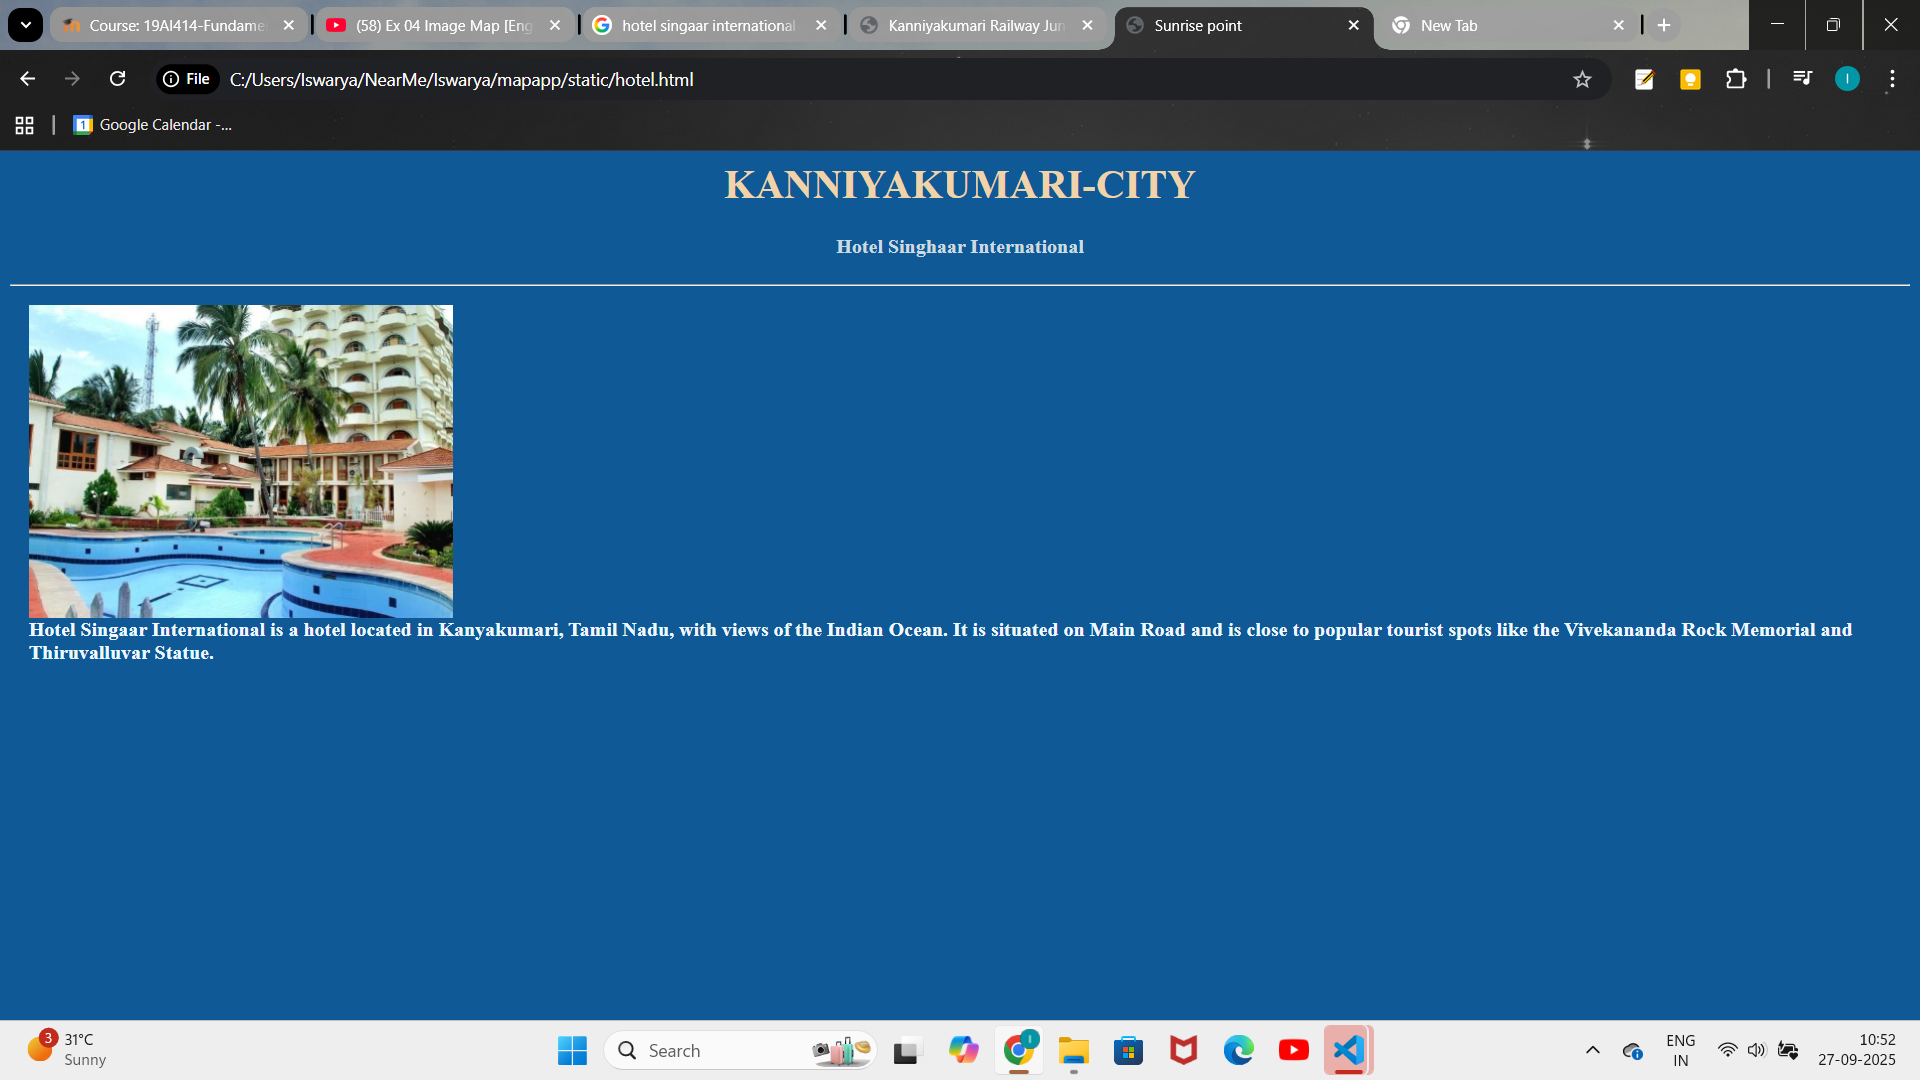 Course: 19AI414-Fundame
(58) Ex 04 Image Map [Eng
hotel singaar international
Kanniyakumari Railway Jun
Sunrise point
New Tab
File
C:/Users/Iswarya/NearMe/Iswarya/mapapp/static/hotel.html
I
1
Google Calendar -...
KANNIYAKUMARI-CITY
Hotel Singhaar International
Hotel Singaar International is a hotel located in Kanyakumari, Tamil Nadu, with views of the Indian Ocean. It is situated on Main Road and is close to popular tourist spots like the Vivekananda Rock Memorial and
Thiruvalluvar Statue.
3
31°C
Sunny
Search
I
ENG
IN
10:52
27-09-2025